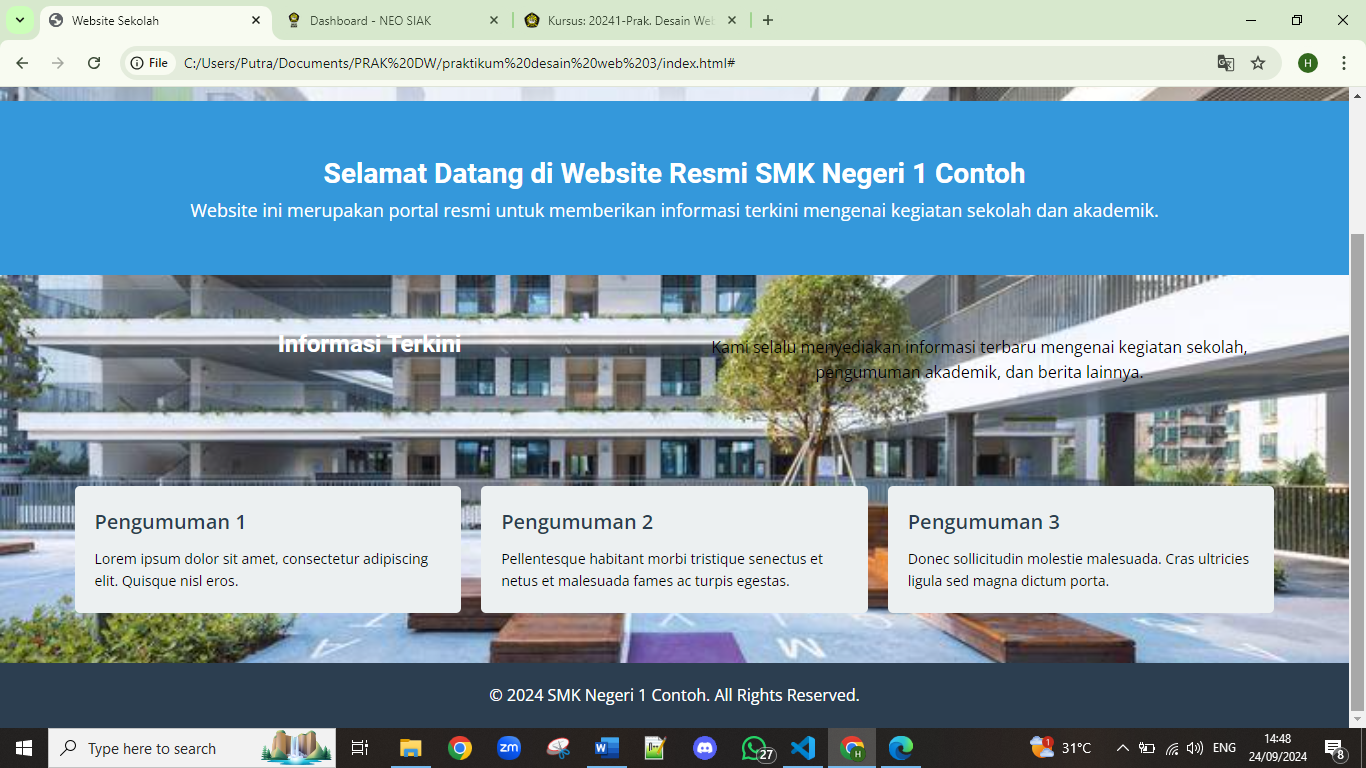 Website Sekolah
Dashboard - NEO SIAK
Kursus: 20241-Prak. Desain Web
File
C:/Users/Putra/Documents/PRAK%20DW/praktikum%20desain%20web%203/index.html#
H
Selamat Datang di Website Resmi SMK Negeri 1 Contoh
Website ini merupakan portal resmi untuk memberikan informasi terkini mengenai kegiatan sekolah dan akademik.
Informasi Terkini
Kami selalu menyediakan informasi terbaru mengenai kegiatan sekolah,
pengumuman akademik, dan berita lainnya.
Pengumuman 1
Lorem ipsum dolor sit amet, consectetur adipiscing
elit. Quisque nisl eros.
Pengumuman 2
Pellentesque habitant morbi tristique senectus et
netus et malesuada fames ac turpis egestas.
Pengumuman 3
Donec sollicitudin molestie malesuada. Cras ultricies
ligula sed magna dictum porta.
© 2024 SMK Negeri 1 Contoh. All Rights Reserved.
Type here to search
zm
27
H
1
31°C
ENG
14:48
24/09/2024
8